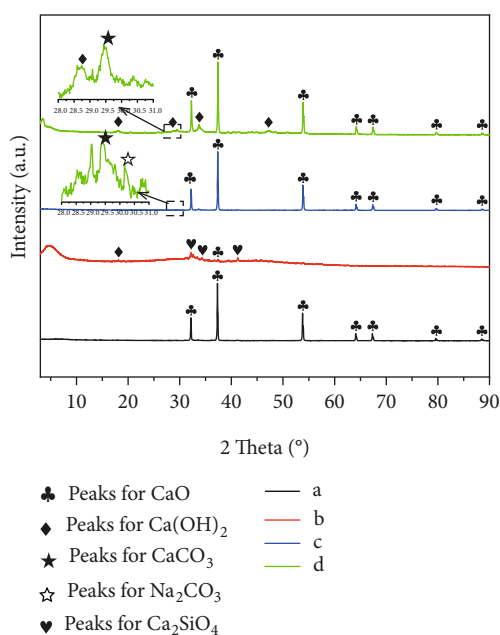 28.0 28.5 29.0 29.5 30.0 30.5 31.0
28.0 28.5 29.0 29.5 30.0 30.5 31.0
Intensity (a.u.)
10 20 30 40 50 60 70 80 90
2 Theta (°)
♣ Peaks for CaO
♦ Peaks for Ca(OH)₂
★ Peaks for CaCO₃
☆ Peaks for Na₂CO₃
♥ Peaks for Ca₂SiO₄
a
b
c
d